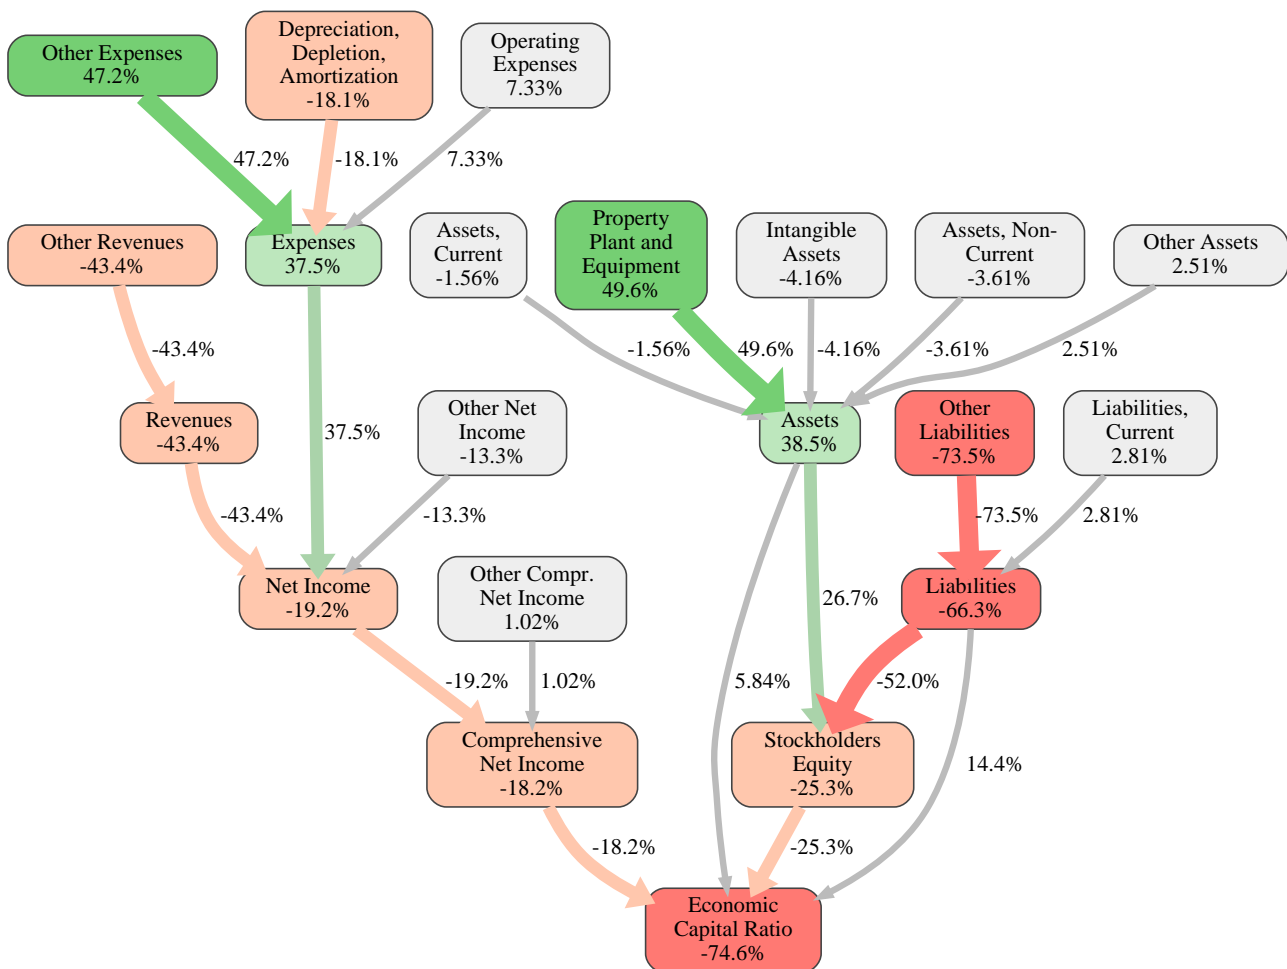 Other Expenses
47.2%
Depreciation,
Depletion,
Amortization
-18.1%
Operating
Expenses
7.33%
47.2%
-18.1%
7.33%
Other Revenues
-43.4%
Expenses
37.5%
Assets,
Current
-1.56%
Property
Plant and
Equipment
49.6%
Intangible
Assets
-4.16%
Assets, Non-
Current
-3.61%
Other Assets
2.51%
-43.4%
-1.56%
49.6%
-4.16%
-3.61%
2.51%
Revenues
-43.4%
37.5%
Other Net
Income
-13.3%
Assets
38.5%
Other
Liabilities
-73.5%
Liabilities,
Current
2.81%
-43.4%
-13.3%
-73.5%
2.81%
Net Income
-19.2%
Other Compr.
Net Income
1.02%
26.7%
Liabilities
-66.3%
-19.2%
1.02%
5.84%
-52.0%
Comprehensive
Net Income
-18.2%
Stockholders
Equity
-25.3%
14.4%
-18.2%
-25.3%
Economic
Capital Ratio
-74.6%